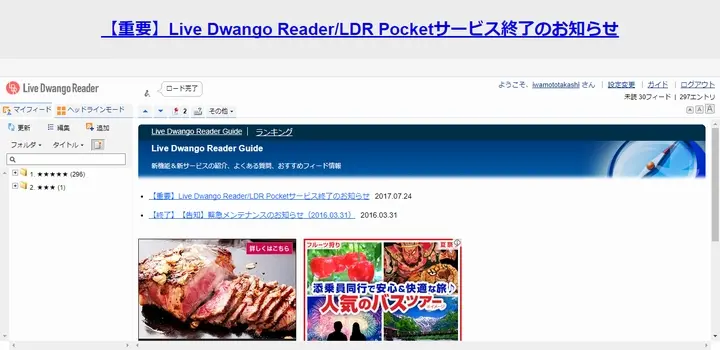 【重要】Live Dwango Reader/LDR Pocketサービス終了のお知らせ
Live Dwango Reader
ロード完了
ようこそ、iwamototakashi さん | 設定変更 | ガイド | ログアウト
未読 30フィード | 297エントリ
マイフィード ヘッドラインモード
2 その他
A A A
更新 編集 追加
フォルダ タイトル
1. ★★★★★ (296)
2. ★★★ (1)
Live Dwango Reader Guide | ランキング
Live Dwango Reader Guide
新機能&新サービスの紹介、よくある質問、おすすめフィード情報
【重要】Live Dwango Reader/LDR Pocketサービス終了のお知らせ 2017.07.24
【終了】【告知】緊急メンテナンスのお知らせ（2016.03.31） 2016.03.31
詳しくはこちら
フルーツ狩り 夏祭
添乗員同行で安心&快適な旅♪
人気のバスツアー